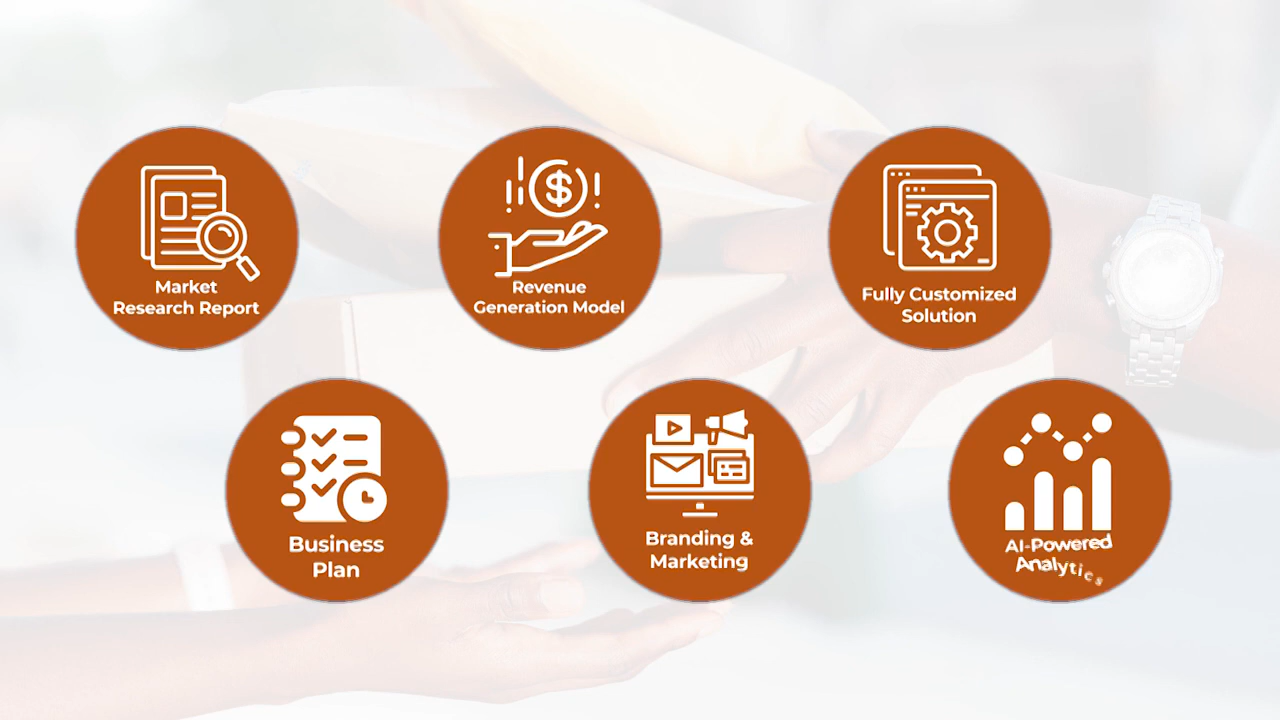 Market
Research Report
Revenue
Generation Model
Fully Customized
Solution
Business
Plan
Branding &
Marketing
AI-Powered
Analytics